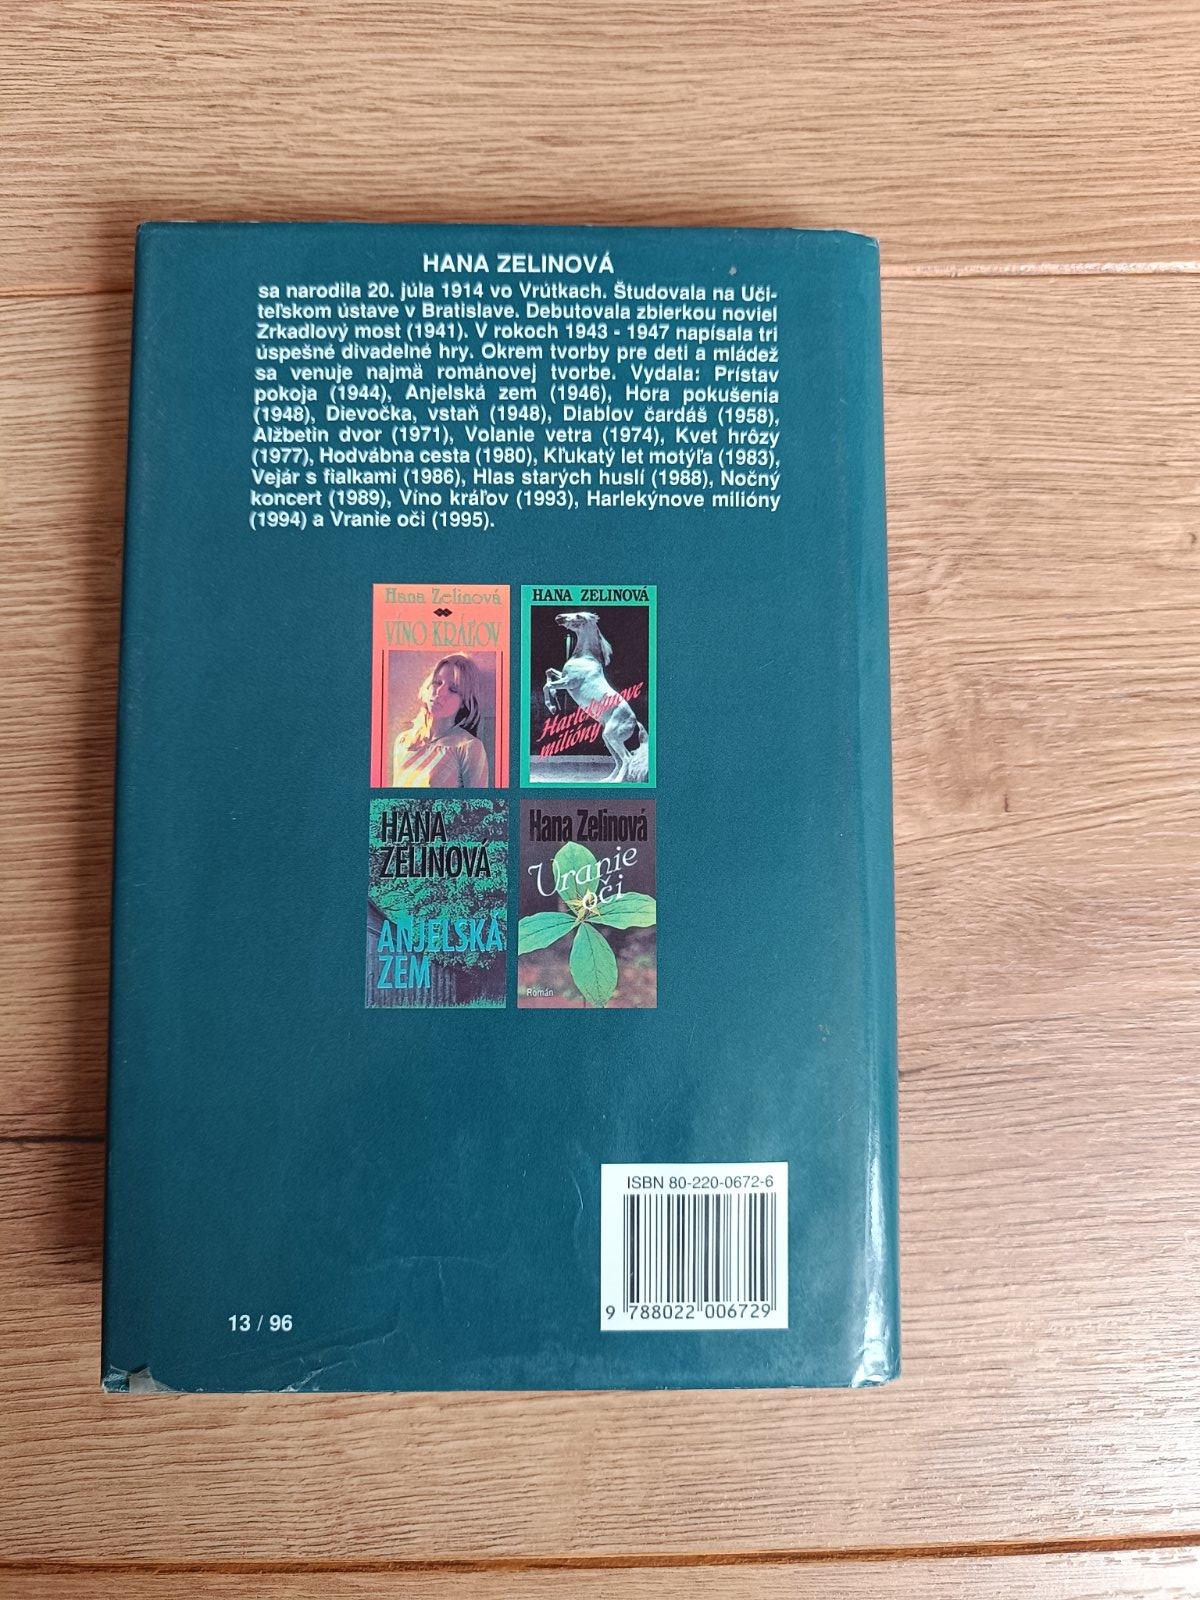 HANA ZELINOVÁ
sa narodila 20. júla 1914 vo Vrútkach. Študovala na Uči-
teľskom ústave v Bratislave. Debutovala zbierkou noviel
Zrkadlový most (1941). V rokoch 1943 - 1947 napísala tri
úspešné divadelné hry. Okrem tvorby pre deti a mládež
sa venuje najmä románovej tvorbe. Vydala: Prístav
pokoja (1944), Anjelská zem (1946), Hora pokušenia
(1948), Dievočka, vstaň (1948), Diablov čardáš (1958),
Alžbetin dvor (1971), Volanie vetra (1974), Kvet hrôzy
(1977), Hodvábna cesta (1980), Kľukatý let motýľa (1983),
Vejár s fialkami (1986), Hlas starých huslí (1988), Nočný
koncert (1989), Víno kráľov (1993), Harlekýnove milióny
(1994) a Vranie oči (1995).
Hana Zelinová
VÍNO KRÁĽOV
HANA ZELINOVÁ
Harlekýnove
milióny
HANA
ZELINOVÁ
ANJELSKÁ
ZEM
Hana Zelinová
Vranie
oči
Román
ISBN 80-220-0672-6
9 788022 006729
13 / 96